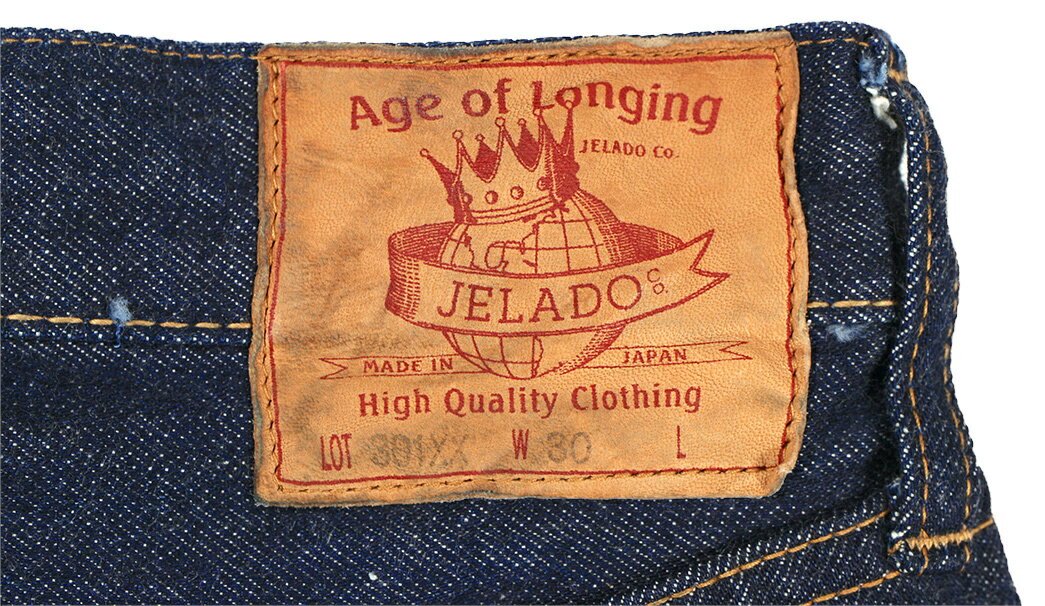 Age of Longing
JELADO Co.
JELADO Co.
MADE IN JAPAN
High Quality Clothing
LOT 301XX W 30 L